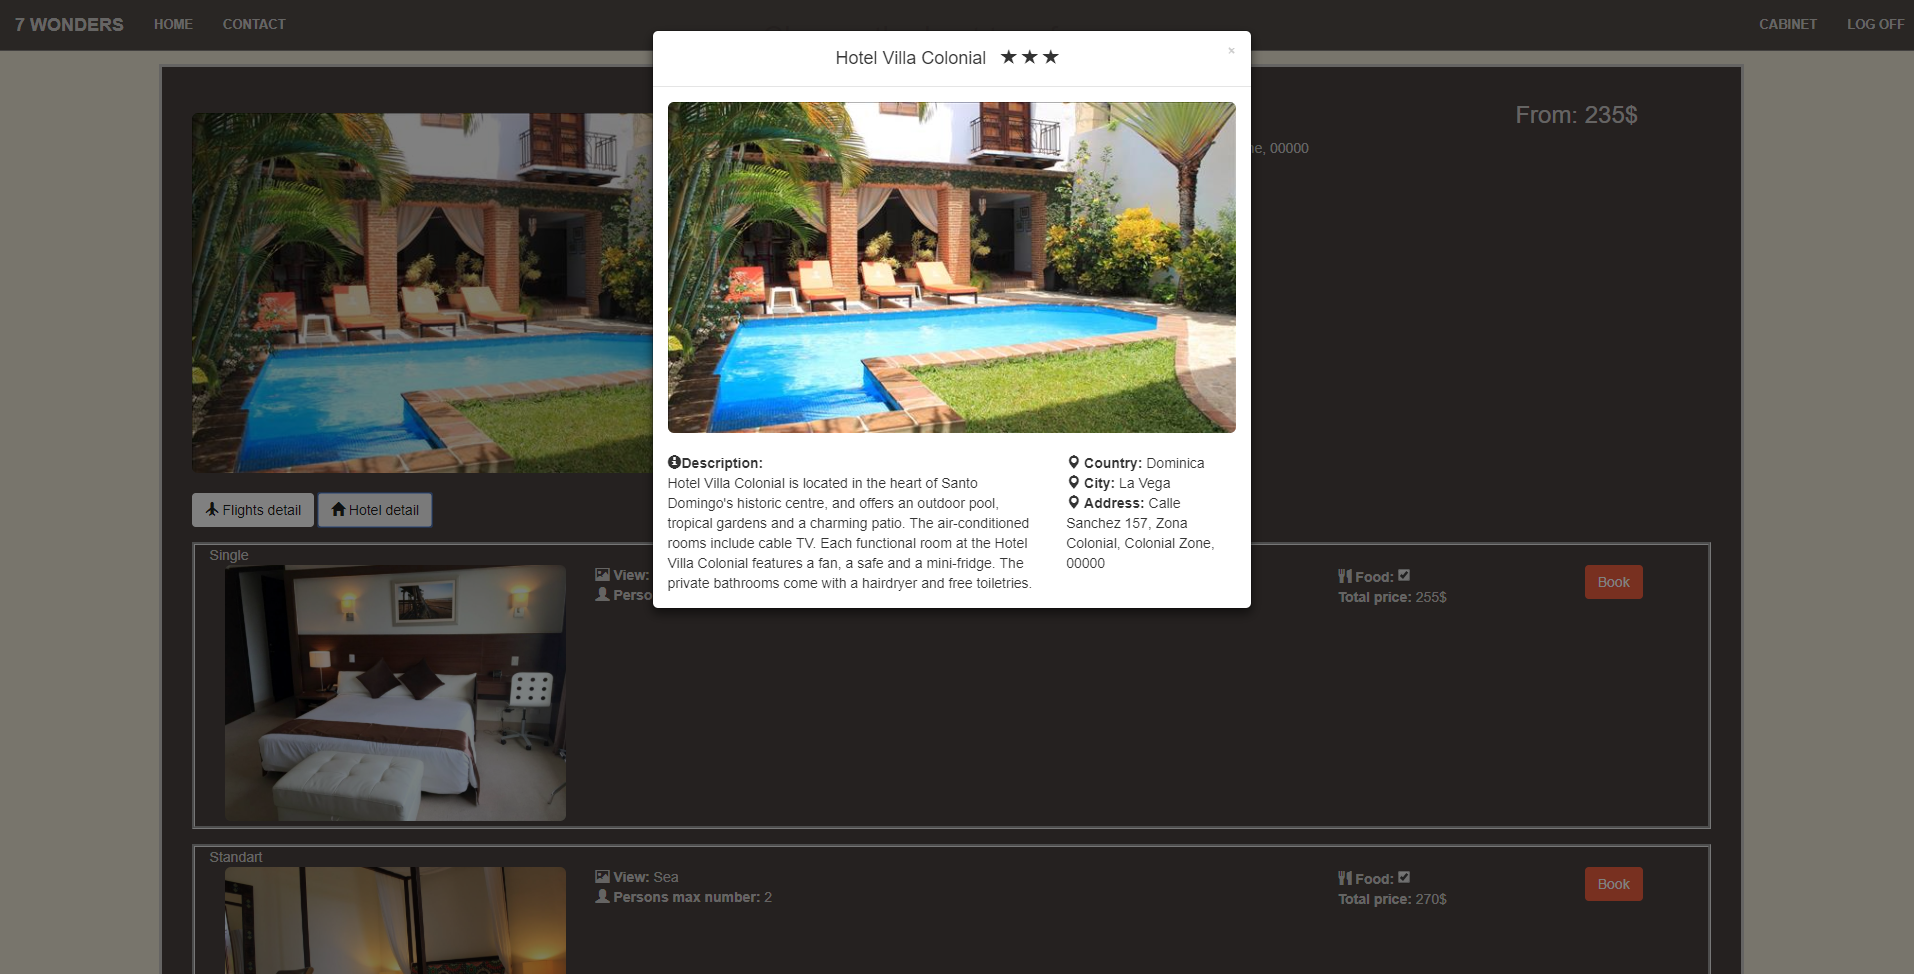 7 WONDERS HOME CONTACT CABINET LOG OFF
Hotel Villa Colonial ★ ★ ★ ×
From: 235$
00000
Description:
Hotel Villa Colonial is located in the heart of Santo
Domingo's historic centre, and offers an outdoor pool,
tropical gardens and a charming patio. The air-conditioned
rooms include cable TV. Each functional room at the Hotel
Villa Colonial features a fan, a safe and a mini-fridge. The
private bathrooms come with a hairdryer and free toiletries.
Country: Dominica
City: La Vega
Address: Calle
Sanchez 157, Zona
Colonial, Colonial Zone,
00000
Flights detail Hotel detail
Single
View:
Food:
Total price: 255$
Book
Standart
View: Sea
Persons max number: 2
Food:
Total price: 270$
Book